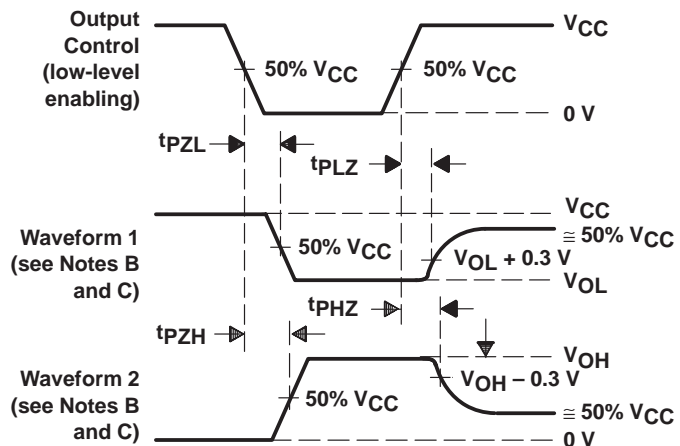 Output
Control
(low-level
enabling)
VCC
50% VCC
50% VCC
0 V
tPZL
tPLZ
VCC
Waveform 1
(see Notes B
and C)
50% VCC
≅ 50% VCC
VOL + 0.3 V
VOL
tPZH
tPHZ
VOH
Waveform 2
(see Notes B
and C)
50% VCC
VOH − 0.3 V
≅ 50% VCC
0 V